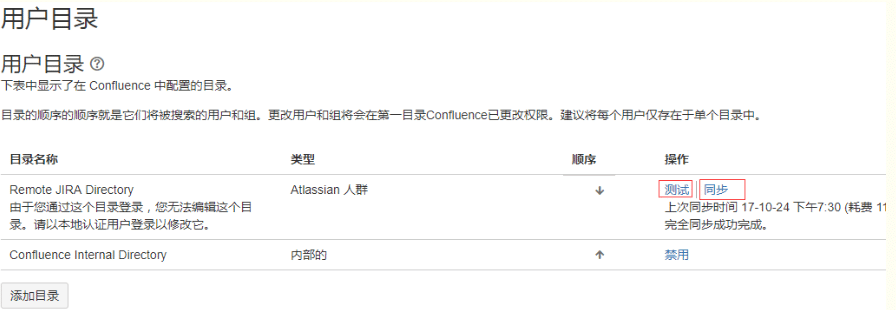 用户目录
用户目录
下表中显示了在 Confluence 中配置的目录。
目录的顺序的顺序就是它们将被搜索的用户和组。更改用户和组将会在第一目录Confluence已更改权限。建议将每个用户仅存在于单个目录中。
目录名称 类型 顺序 操作
Remote JIRA Directory Atlassian 人群 测试 同步
由于您通过这个目录登录，您无法编辑这个目 上次同步时间 17-10-24 下午7:30 (耗费 11
录。请以本地认证用户登录以修改它。 完全同步成功完成。
Confluence Internal Directory 内部的 禁用
添加目录